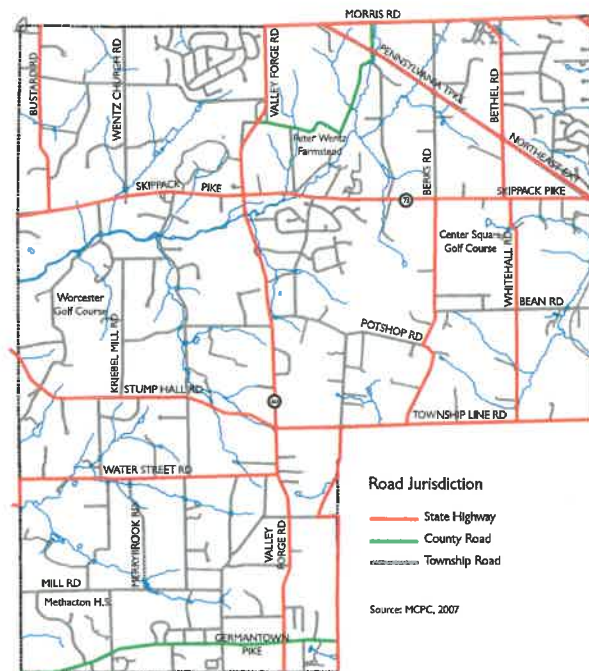 MORRIS RD
BUSTARD RD
WENTZ CHURCH RD
VALLEY FORGE RD
PENNSYLVANIA TPKE
NORTHEAST EXT
BETHEL RD
Peter Wentz
Farmstead
BERKS RD
SKIPPACK PIKE
73
SKIPPACK PIKE
Center Square
Golf Course
WHITEHALL RD
BEAN RD
Worcester
Golf Course
KRIEBEL MILL RD
POTSHOP RD
STUMP HALL RD
TOWNSHIP LINE RD
WATER STREET RD
MERRYBROOK RD
VALLEY
FORGE RD
MILL RD
Methacton H.S.
GERMANTOWN
PIKE
Road Jurisdiction
State Highway
County Road
Township Road
Source: MCPC, 2007